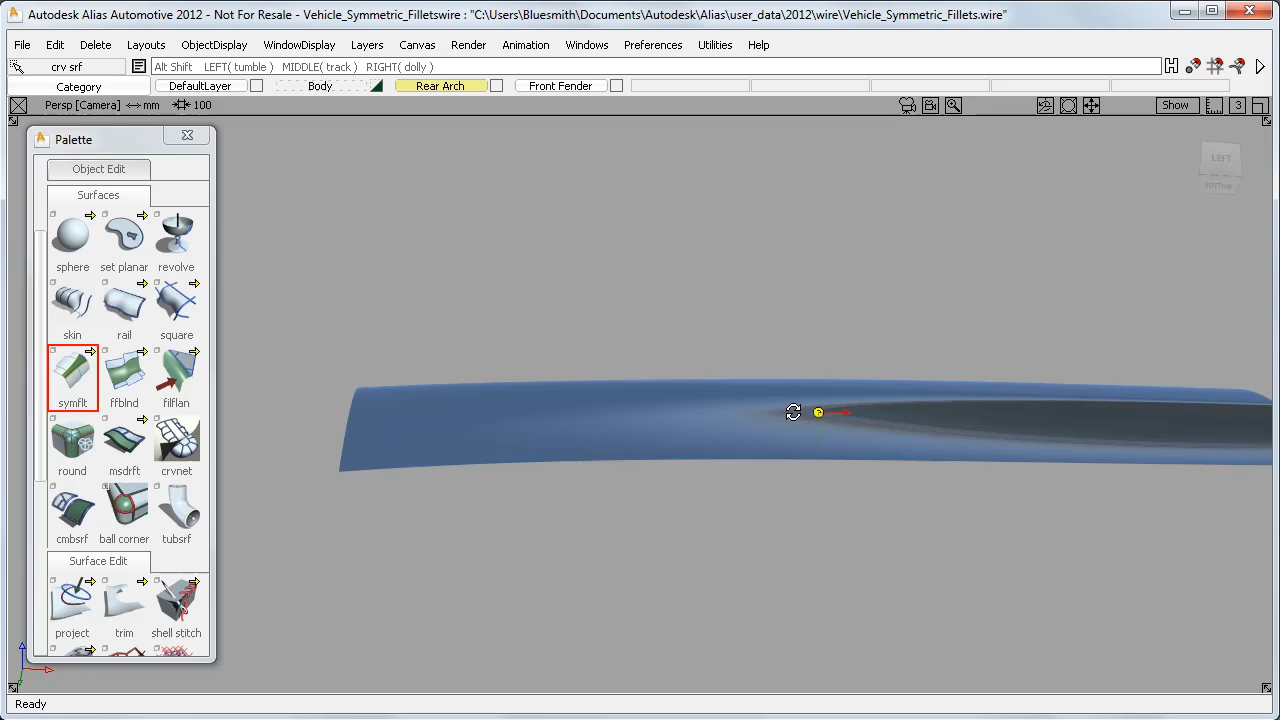 Autodesk Alias Automotive 2012 - Not For Resale - Vehicle_Symmetric_Filletswire : "C:\Users\Bluesmith\Documents\Autodesk\Alias\user_data\2012\wire\Vehicle_Symmetric_Fillets.wire"
File Edit Delete Layouts ObjectDisplay WindowDisplay Layers Canvas Render Animation Windows Preferences Utilities Help
crv srf Alt Shift LEFT( tumble ) MIDDLE( track ) RIGHT( dolly )
Category DefaultLayer Body Rear Arch Front Fender
Persp [Camera] mm 100 Show 3
Palette
Object Edit
Surfaces
sphere set planar revolve
skin rail square
symflt ffblnd filflan
round msdrft crvnet
cmbsrf ball corner tubsrf
Surface Edit
project trim shell stitch
LEFT
BOTTOM
Ready